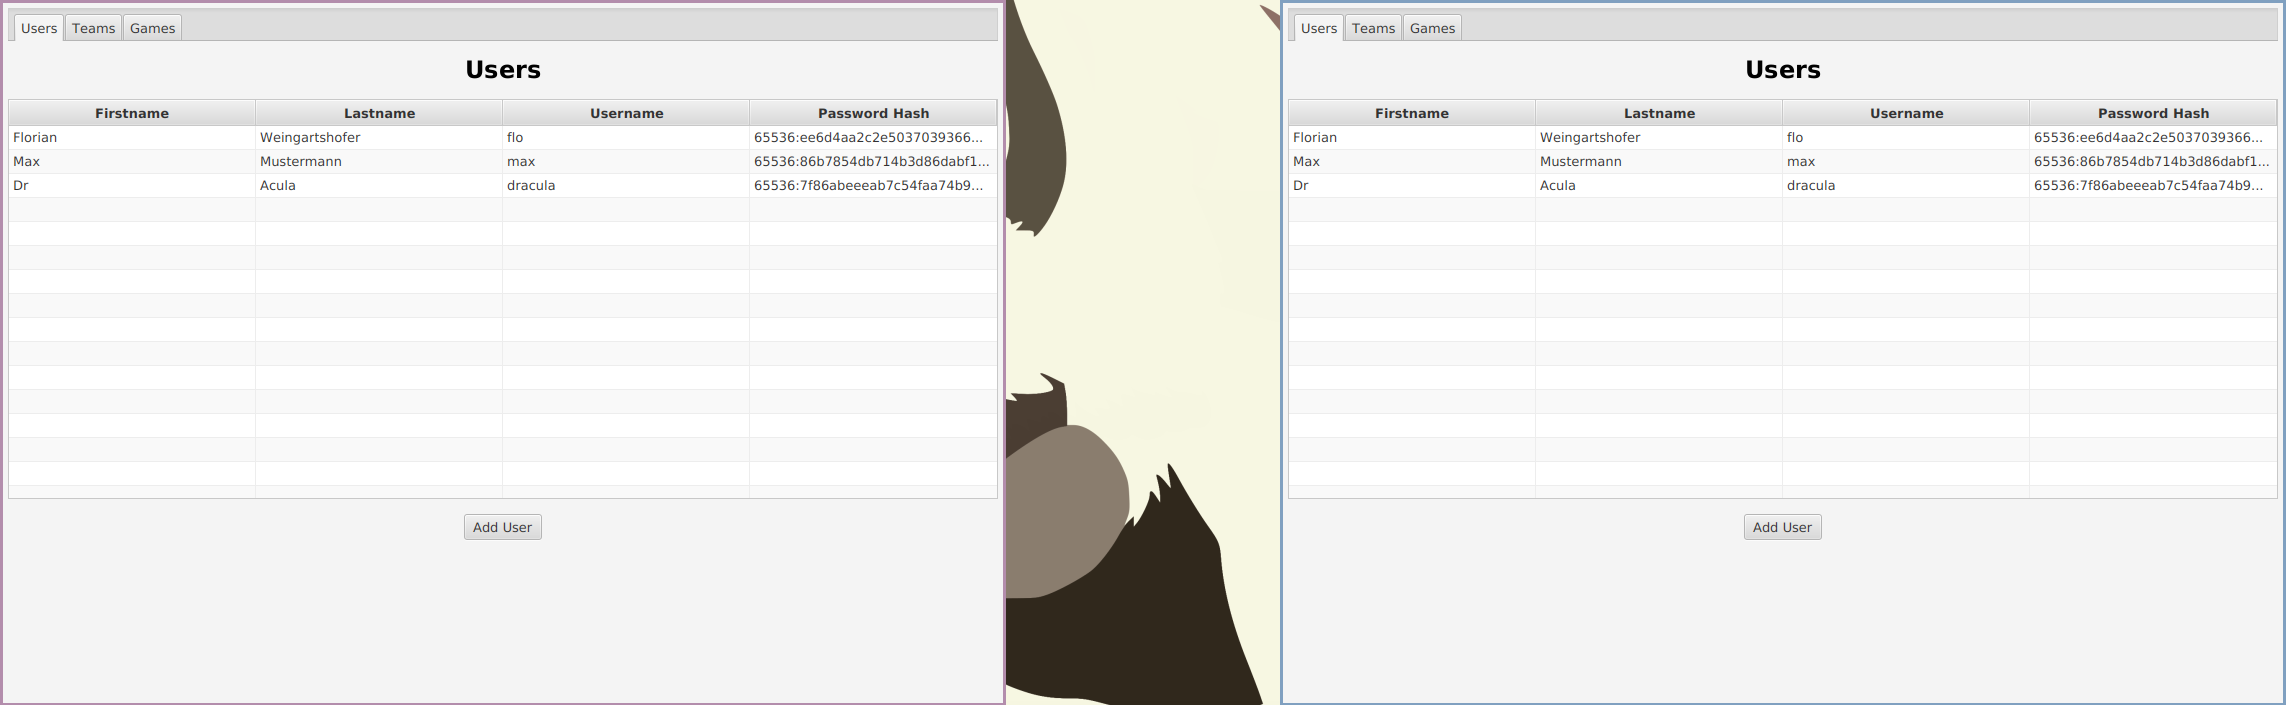 Users Teams Games
Users
Firstname Lastname Username Password Hash
Florian Weingartshofer flo 65536:ee6d4aa2c2e5037039366...
Max Mustermann max 65536:86b7854db714b3d86dabf1...
Dr Acula dracula 65536:7f86abeeeab7c54faa74b9...
Add User
Users Teams Games
Users
Firstname Lastname Username Password Hash
Florian Weingartshofer flo 65536:ee6d4aa2c2e5037039366...
Max Mustermann max 65536:86b7854db714b3d86dabf1...
Dr Acula dracula 65536:7f86abeeeab7c54faa74b9...
Add User